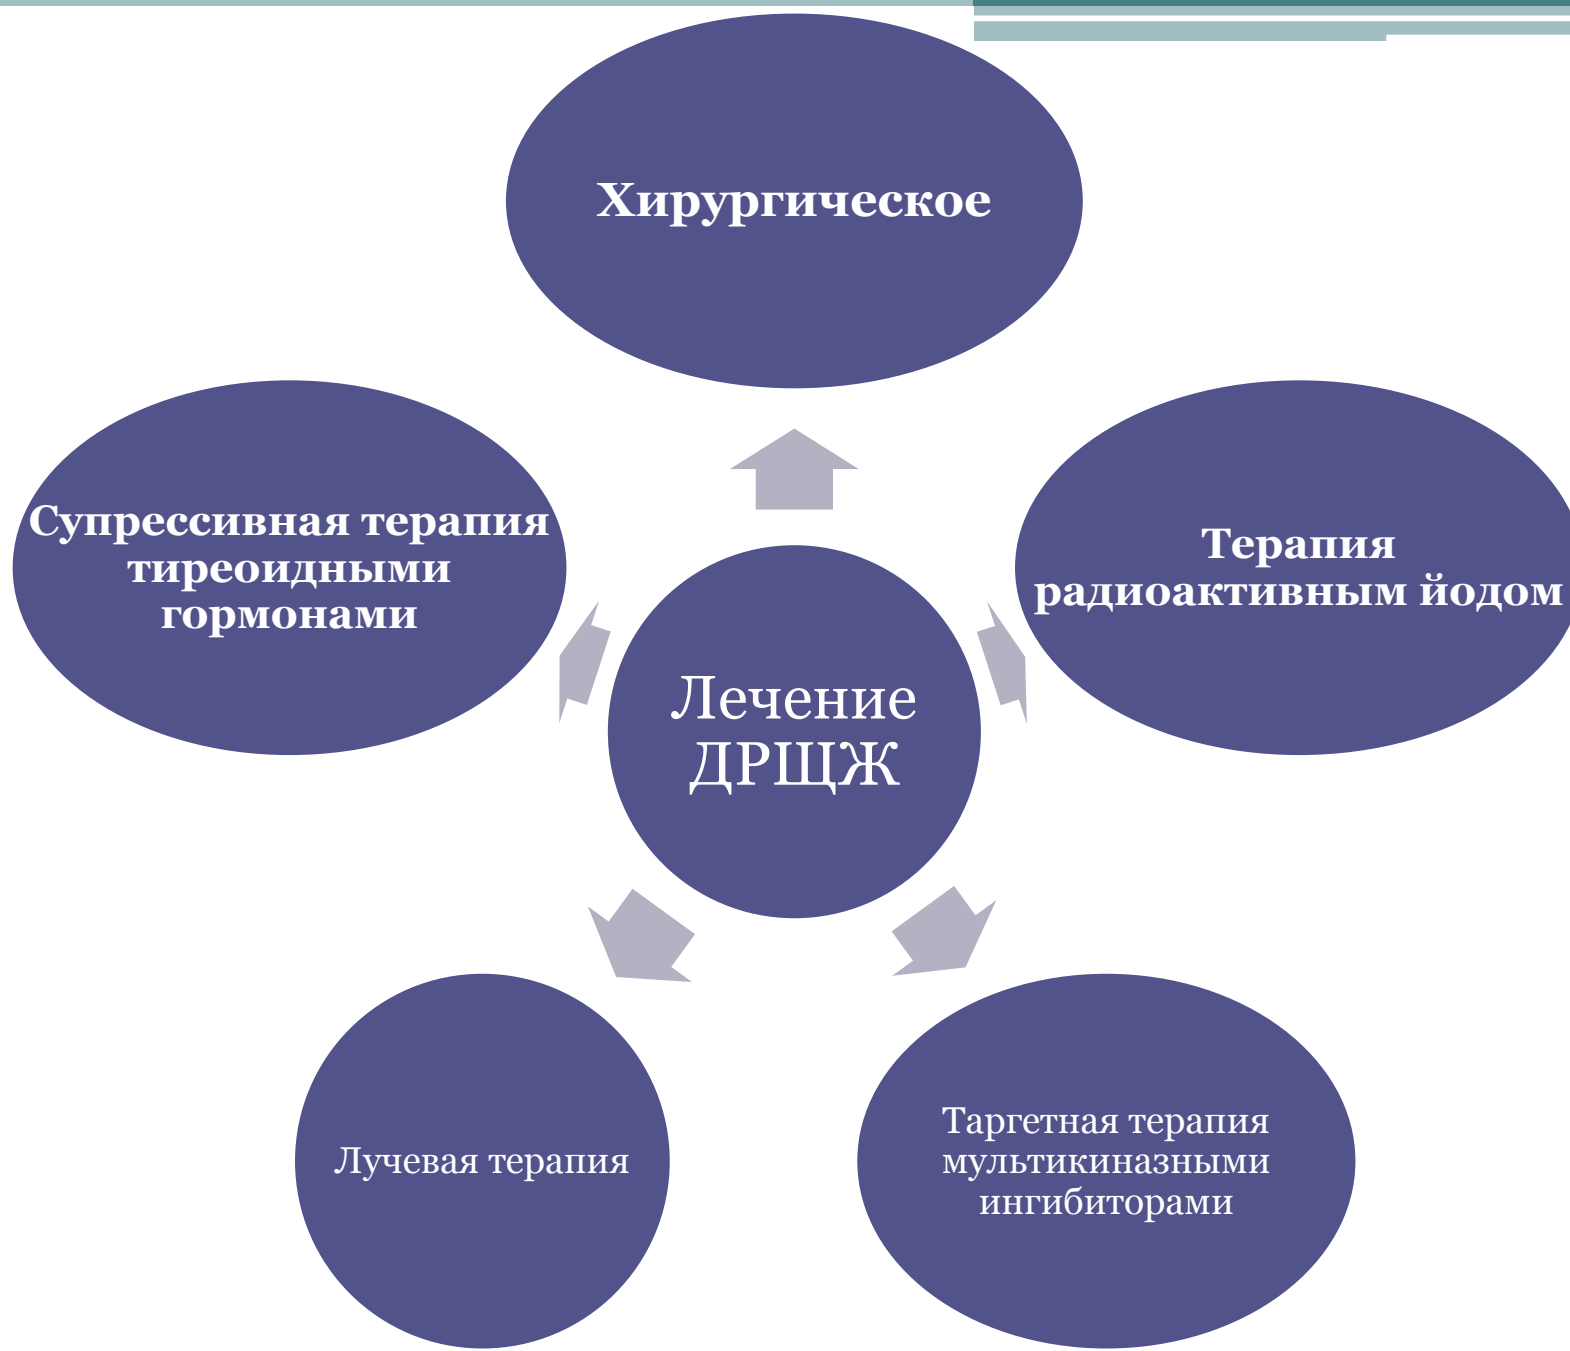 Хирургическое
Супрессивная терапия
тиреоидными
гормонами
Терапия
радиоактивным йодом
Лечение
ДРЩЖ
Лучевая терапия
Таргетная терапия
мультикиназными
ингибиторами